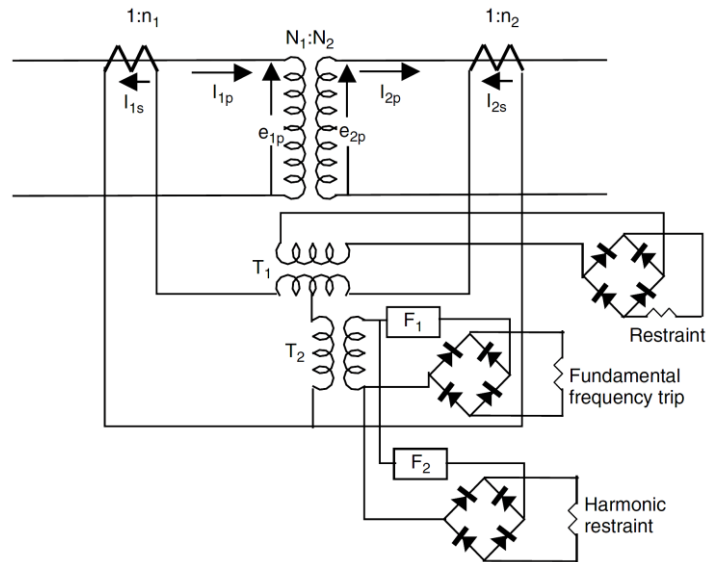 1:n₁
1:n₂
N₁:N₂
I₁ₛ
I₁ₚ
I₂ₚ
I₂ₛ
e₁ₚ
e₂ₚ
T₁
Restraint
F₁
T₂
Fundamental
frequency trip
F₂
Harmonic
restraint